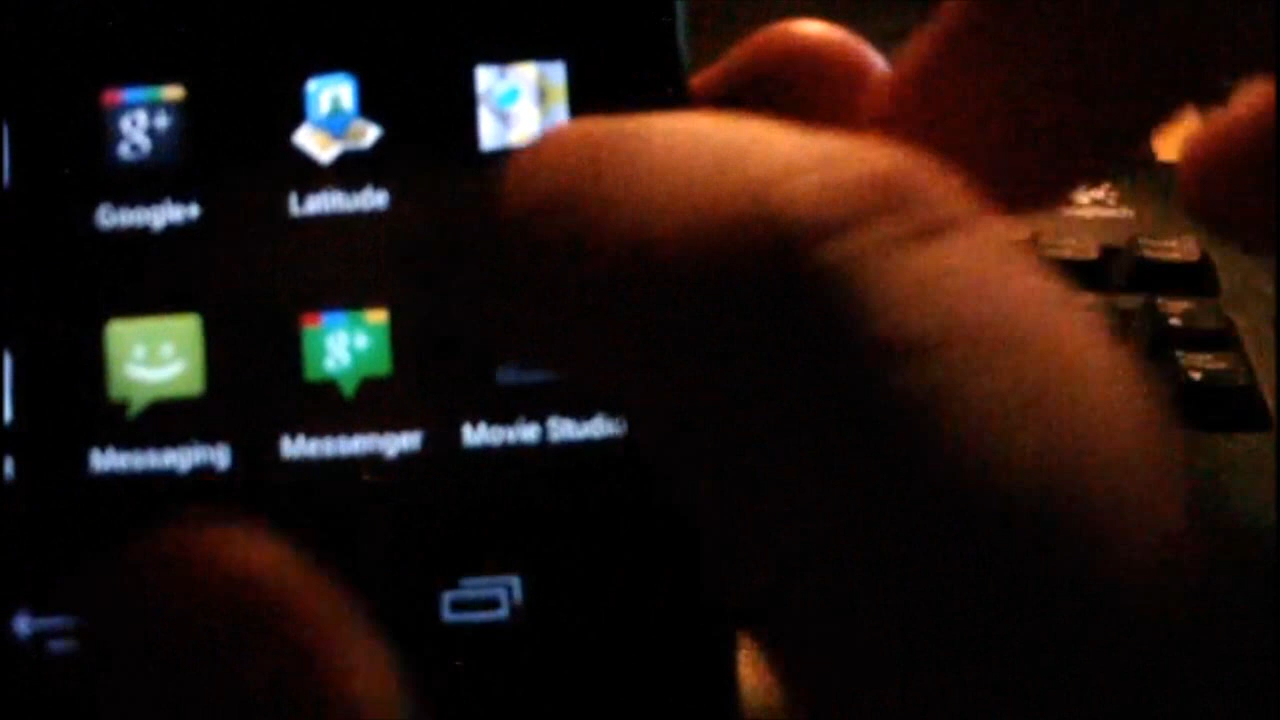 g+
Google+
Latitude
g+
Messaging
Messenger
Movie Studio